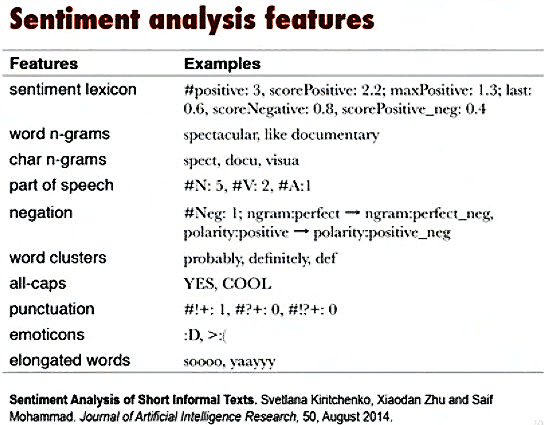 Sentiment analysis features
Features Examples
sentiment lexicon #positive: 3, scorePositive: 2.2; maxPositive: 1.3; last:
0.6, scoreNegative: 0.8, scorePositive_neg: 0.4
word n-grams spectacular, like documentary
char n-grams spect, docu, visua
part of speech #N: 5, #V: 2, #A:1
negation #Neg: 1; ngram:perfect → ngram:perfect_neg,
polarity:positive → polarity:positive_neg
word clusters probably, definitely, def
all-caps YES, COOL
punctuation #!+: 1, #?+: 0, #!?+: 0
emoticons :D, >:(
elongated words soooo, yaayyy
Sentiment Analysis of Short Informal Texts. Svetlana Kiritchenko, Xiaodan Zhu and Saif
Mohammad. Journal of Artificial Intelligence Research, 50, August 2014.